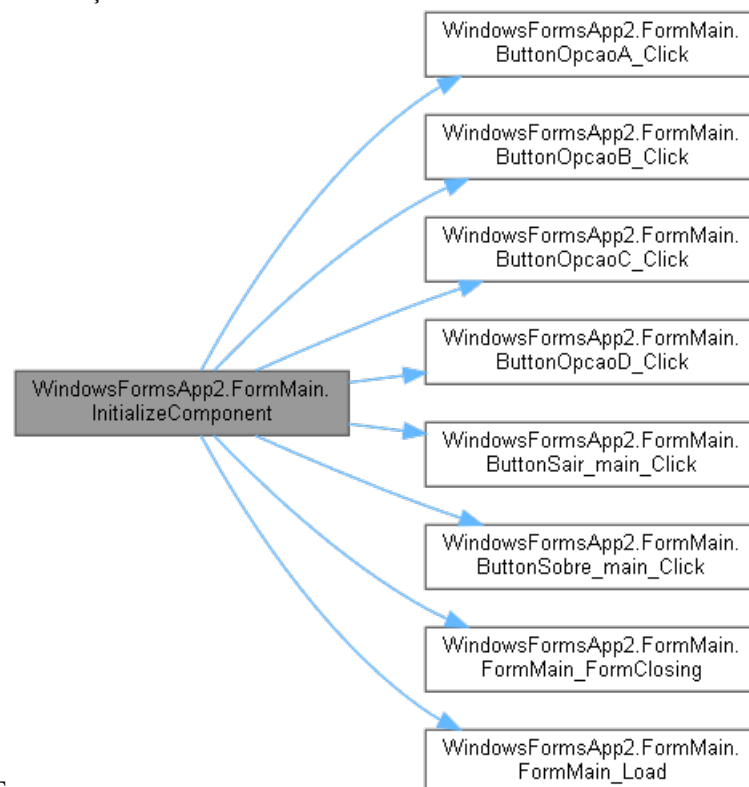 WindowsFormsApp2.FormMain.
ButtonOpcaoA_Click
WindowsFormsApp2.FormMain.
ButtonOpcaoB_Click
WindowsFormsApp2.FormMain.
ButtonOpcaoC_Click
WindowsFormsApp2.FormMain.
ButtonOpcaoD_Click
WindowsFormsApp2.FormMain.
InitializeComponent
WindowsFormsApp2.FormMain.
ButtonSair_main_Click
WindowsFormsApp2.FormMain.
ButtonSobre_main_Click
WindowsFormsApp2.FormMain.
FormMain_FormClosing
WindowsFormsApp2.FormMain.
FormMain_Load